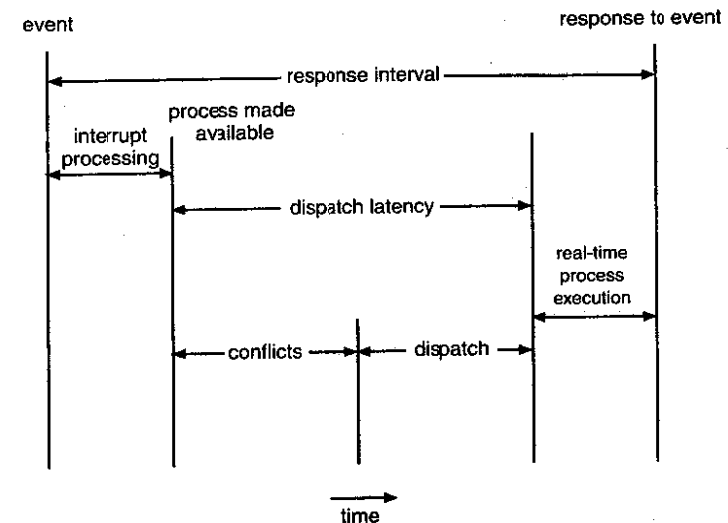 event
response to event
response interval
process made
available
interrupt
processing
dispatch latency
real-time
process
execution
conflicts
dispatch
time